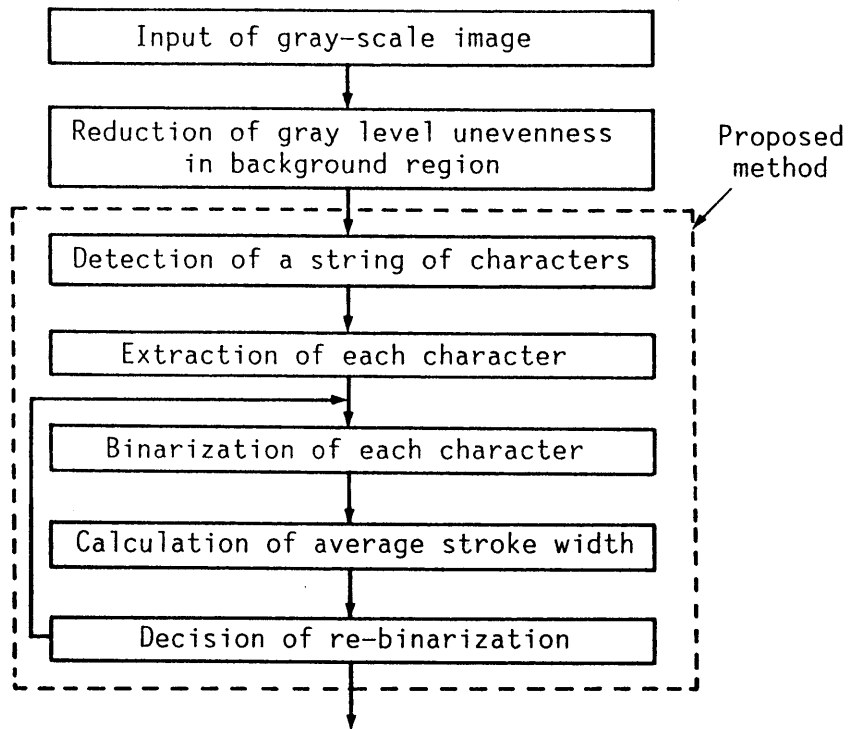 Input of gray-scale image
Reduction of gray level unevenness
in background region
Proposed
method
Detection of a string of characters
Extraction of each character
Binarization of each character
Calculation of average stroke width
Decision of re-binarization